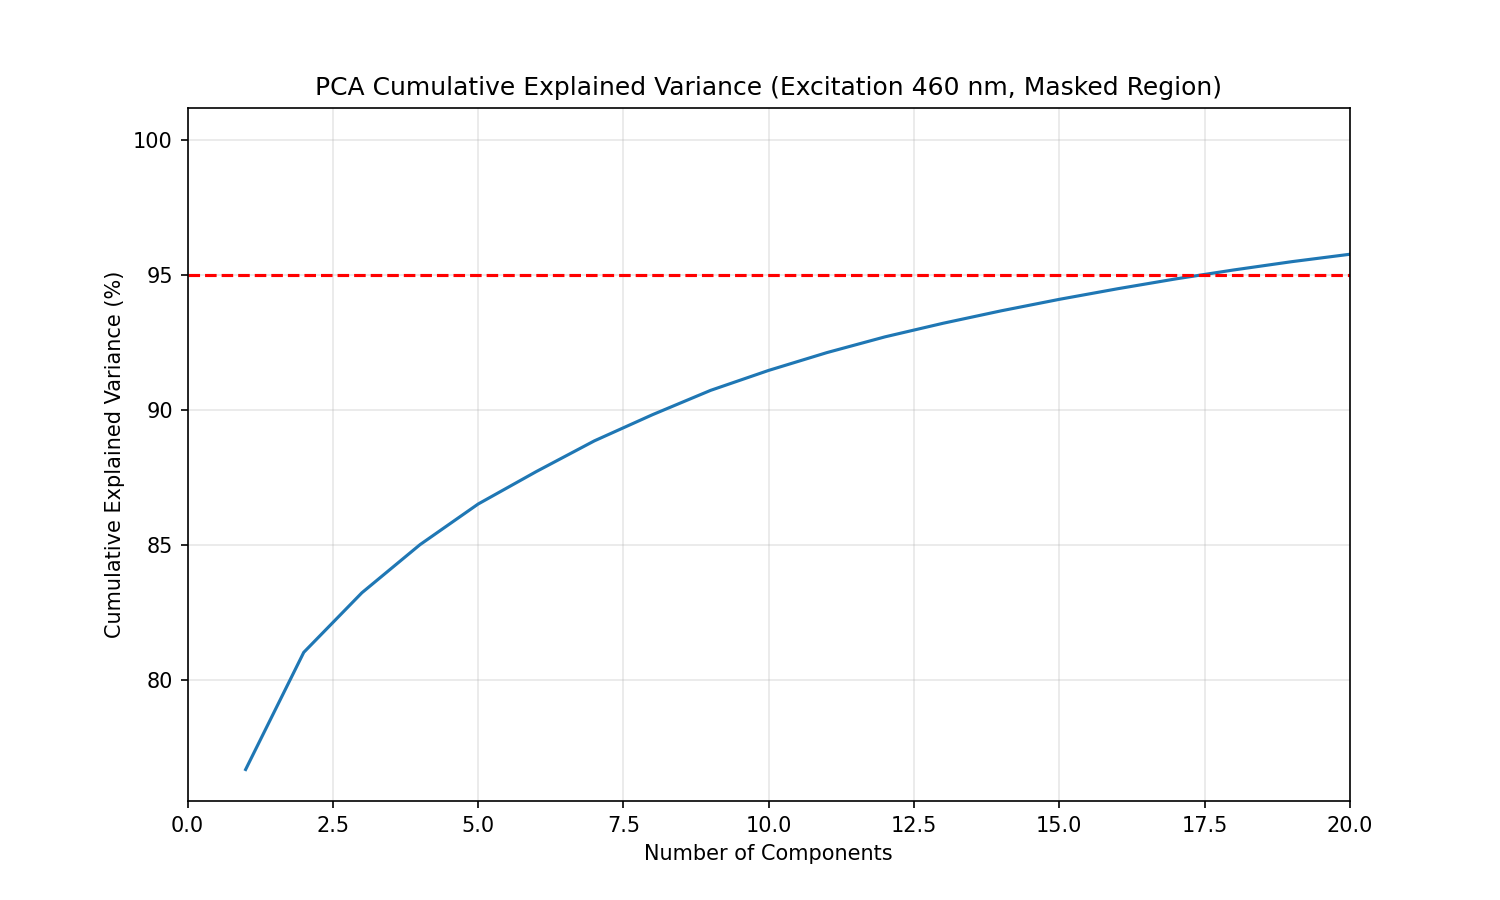 PCA Cumulative Explained Variance (Excitation 460 nm, Masked Region)
100
95
90
85
80
Cumulative Explained Variance (%)
0.0 2.5 5.0 7.5 10.0 12.5 15.0 17.5 20.0
Number of Components